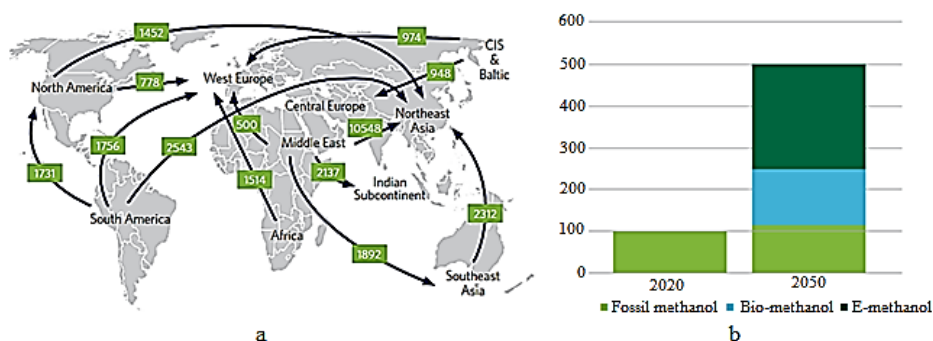 1452
974
CIS
&
Baltic
North America
778
West Europe
948
Central Europe
Northeast
Asia
1756
2543
500
Middle East
10548
1731
1514
2137
Indian
Subcontinent
South America
2312
Africa
1892
Southeast
Asia
a
600
500
400
300
200
100
0
2020
2050
Fossil methanol
Bio-methanol
E-methanol
b